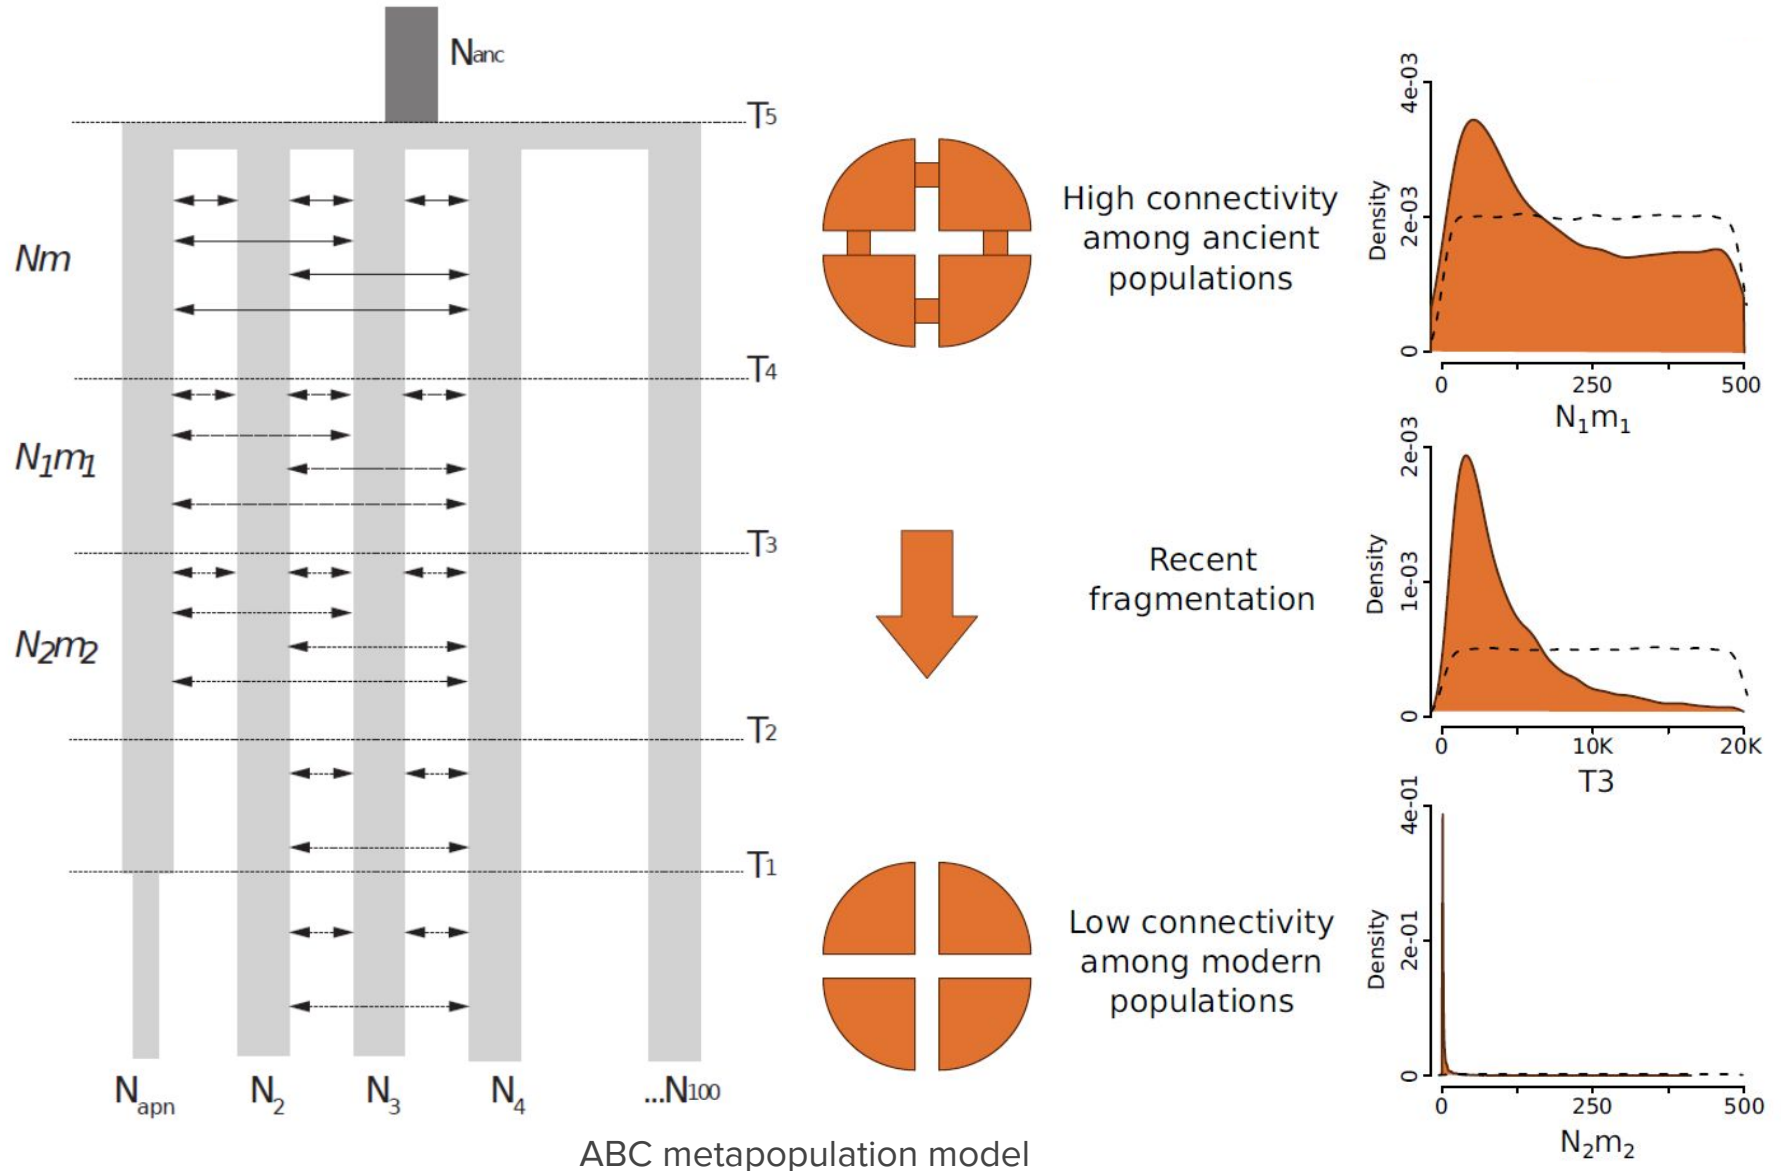 Nanc
T5
Nm
T4
N1m1
T3
N2m2
T2
T1
Napn
N2
N3
N4
...N100
High connectivity
among ancient
populations
Recent
fragmentation
Low connectivity
among modern
populations
Density
0
2e-03
4e-03
0
250
500
N1m1
Density
0
1e-03
2e-03
0
10K
20K
T3
Density
0
2e-01
4e-01
0
250
500
N2m2
ABC metapopulation model